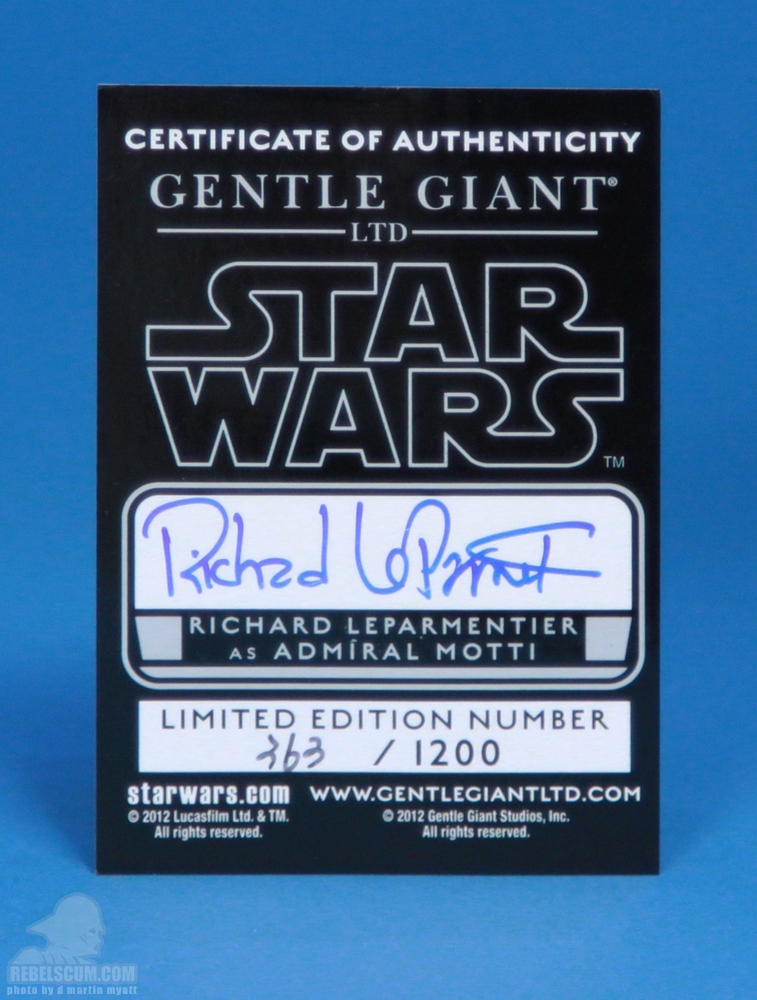 CERTIFICATE OF AUTHENTICITY
GENTLE GIANT®
LTD
STAR
WARS
TM
Richard LeParmentier
RICHARD LEPARMENTIER
AS ADMÍRAL MOTTI
LIMITED EDITION NUMBER
363 / 1200
starwars.com WWW.GENTLEGIANTLTD.COM
© 2012 Lucasfilm Ltd. & TM. © 2012 Gentle Giant Studios, Inc.
All rights reserved. All rights reserved.
REBELSCUM.COM
photo by d martin myatt